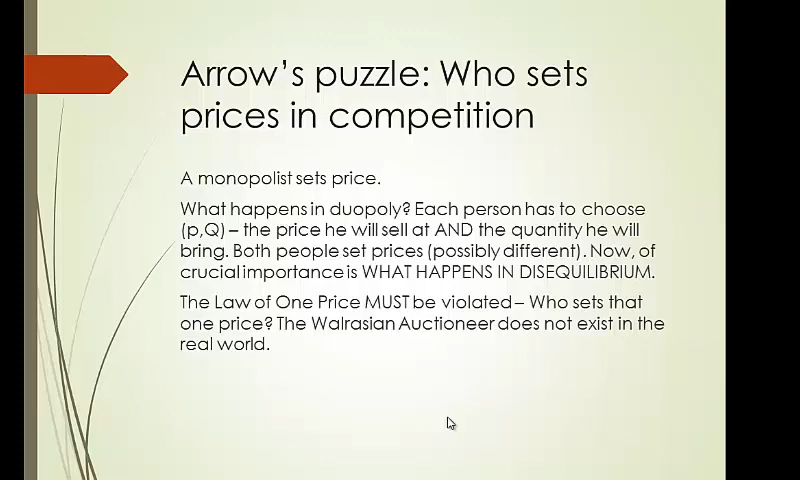 Arrow's puzzle: Who sets
prices in competition
A monopolist sets price.
What happens in duopoly? Each person has to choose
(p,Q) – the price he will sell at AND the quantity he will
bring. Both people set prices (possibly different). Now, of
crucial importance is WHAT HAPPENS IN DISEQUILIBRIUM.
The Law of One Price MUST be violated – Who sets that
one price? The Walrasian Auctioneer does not exist in the
real world.